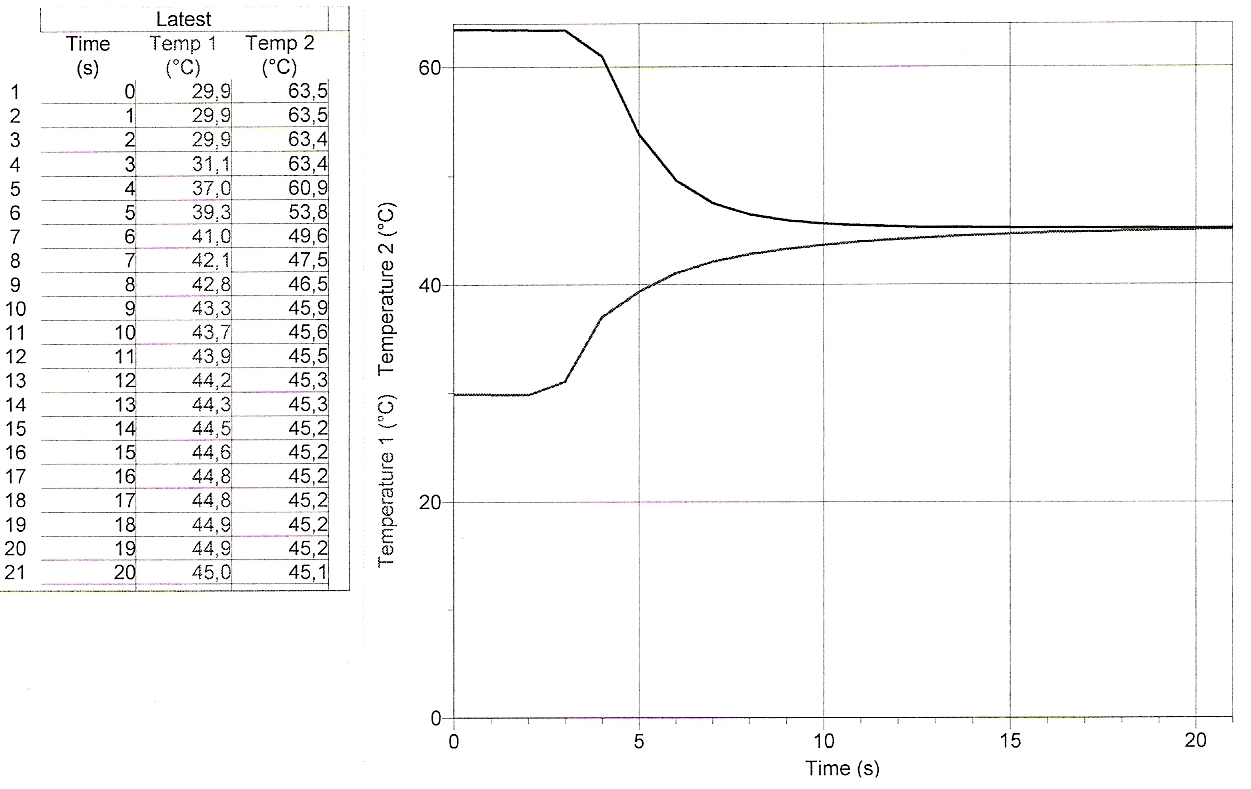 Latest
Time Temp 1 Temp 2
(s) (°C) (°C)
1 0 29,9 63,5
2 1 29,9 63,5
3 2 29,9 63,4
4 3 31,1 63,4
5 4 37,0 60,9
6 5 39,3 53,8
7 6 41,0 49,6
8 7 42,1 47,5
9 8 42,8 46,5
10 9 43,3 45,9
11 10 43,7 45,6
12 11 43,9 45,5
13 12 44,2 45,3
14 13 44,3 45,3
15 14 44,5 45,2
16 15 44,6 45,2
17 16 44,8 45,2
18 17 44,8 45,2
19 18 44,9 45,2
20 19 44,9 45,2
21 20 45,0 45,1
Temperature 1 (°C) Temperature 2 (°C)
60
40
20
0
0 5 10 15 20
Time (s)